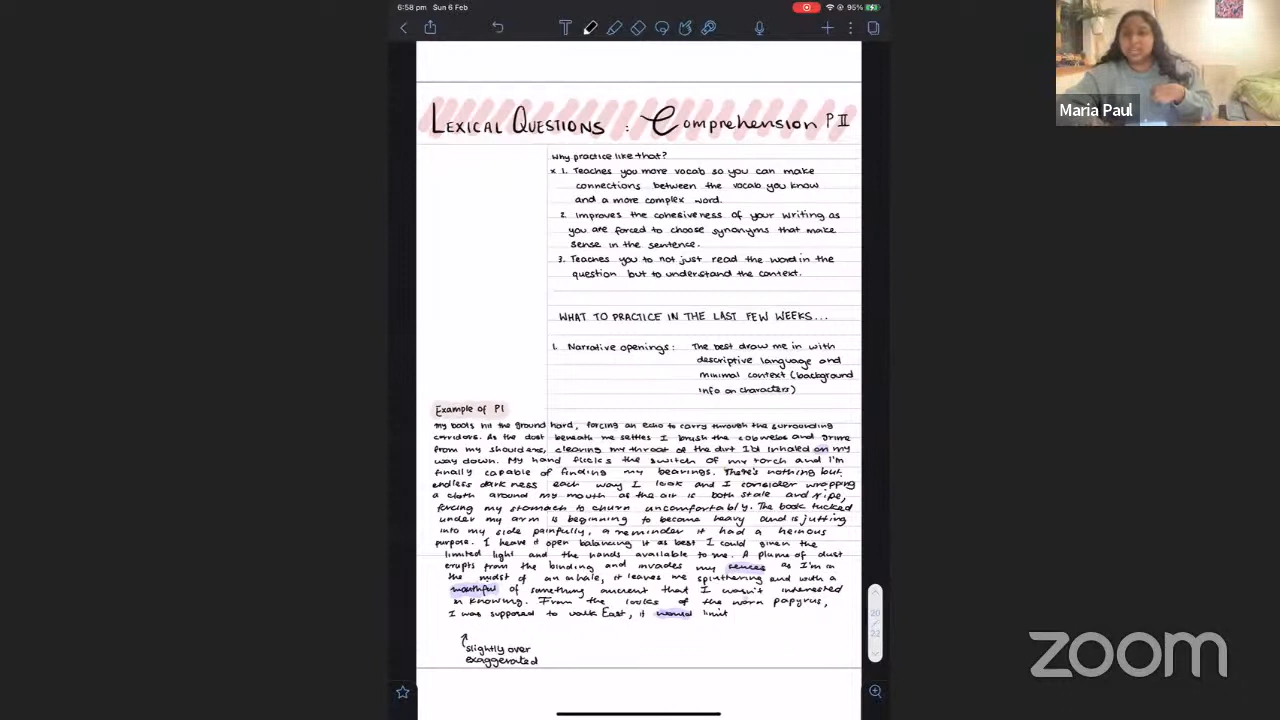 6:58 pm Sun 6 Feb
95%
Maria Paul
LEXICAL QUESTIONS : Comprehension P II
Why practice like that?
x 1. Teaches you more vocab so you can make
connections between the vocab you know
and a more complex word.
2. Improves the cohesiveness of your writing as
you are forced to choose synonyms that make
sense in the sentence.
3. Teaches you to not just read the word in the
question but to understand the context.
WHAT TO PRACTICE IN THE LAST FEW WEEKS...
1. Narrative openings: The best draw me in with
descriptive language and
minimal context (background
info on characters)
Example of P1
My boots hit the ground hard, forcing an echo to carry through the surrounding
corridors. As the dust beneath me settles I brush the cobwebs and grime
from my shoulders, clearing my throat of the dirt I'd inhaled on my
way down. My hand flicks the switch of my torch and I'm
finally capable of finding my bearings. There's nothing but
endless darkness each way I look and I consider wrapping
a cloth around my mouth as the air is both stale and ripe,
forcing my stomach to churn uncomfortably. The book tucked
under my arm is beginning to become heavy and is jutting
into my side painfully, a reminder it had a heinous
purpose. I heave it open balancing it as best I could given the
limited light and the hands available to me. A plume of dust
erupts from the binding and invades my sences as I'm in
the midst of an inhale, it leaves me spluttering and with a
mouthful of something ancient that I wasn't interested
in knowing. From the looks of the worn papyrus,
I was supposed to walk East, it would limit
slightly over
exaggerated
20
/
22
zoom